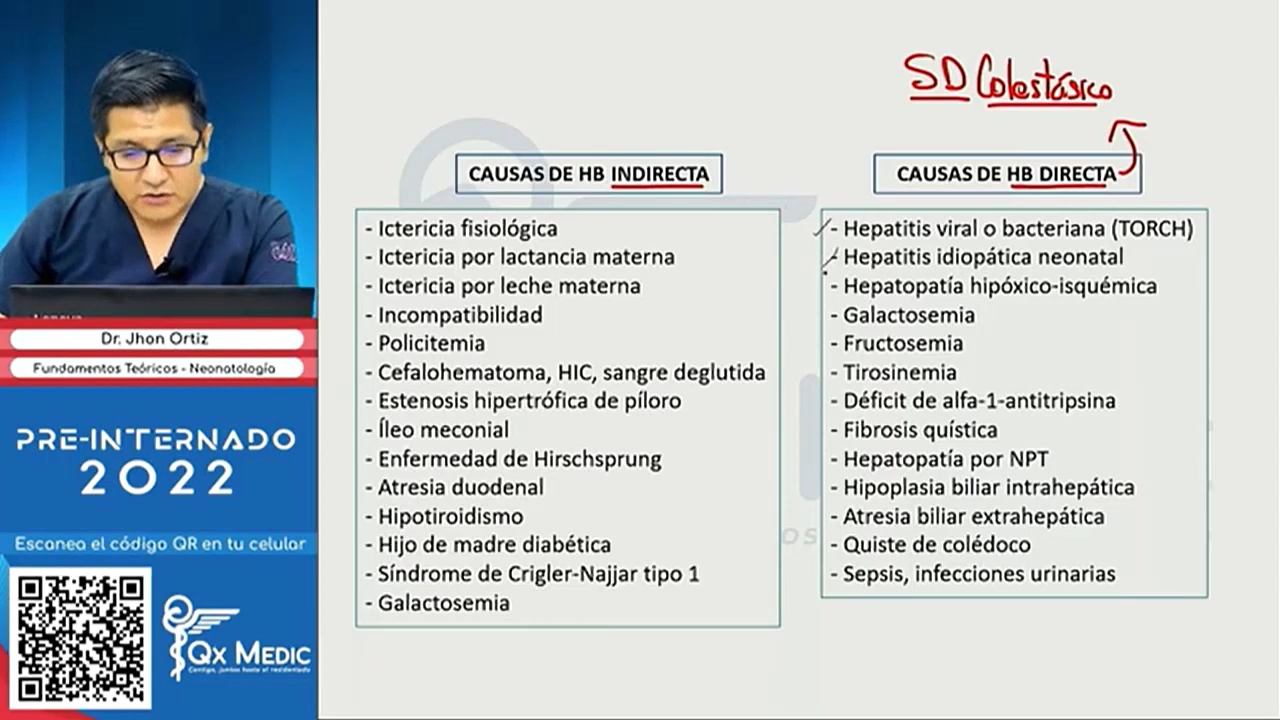 SD Colestásico
CAUSAS DE HB INDIRECTA
- Ictericia fisiológica
- Ictericia por lactancia materna
- Ictericia por leche materna
- Incompatibilidad
- Policitemia
- Cefalohematoma, HIC, sangre deglutida
- Estenosis hipertrófica de píloro
- Íleo meconial
- Enfermedad de Hirschsprung
- Atresia duodenal
- Hipotiroidismo
- Hijo de madre diabética
- Síndrome de Crigler-Najjar tipo 1
- Galactosemia
CAUSAS DE HB DIRECTA
- Hepatitis viral o bacteriana (TORCH)
- Hepatitis idiopática neonatal
- Hepatopatía hipóxico-isquémica
- Galactosemia
- Fructosemia
- Tirosinemia
- Déficit de alfa-1-antitripsina
- Fibrosis quística
- Hepatopatía por NPT
- Hipoplasia biliar intrahepática
- Atresia biliar extrahepática
- Quiste de colédoco
- Sepsis, infecciones urinarias
Dr. Jhon Ortiz
Fundamentos Teóricos - Neonatología
PRE-INTERNADO
2022
Escanea el código QR en tu celular
QX MEDIC
Contigo, juntos hasta el residentado